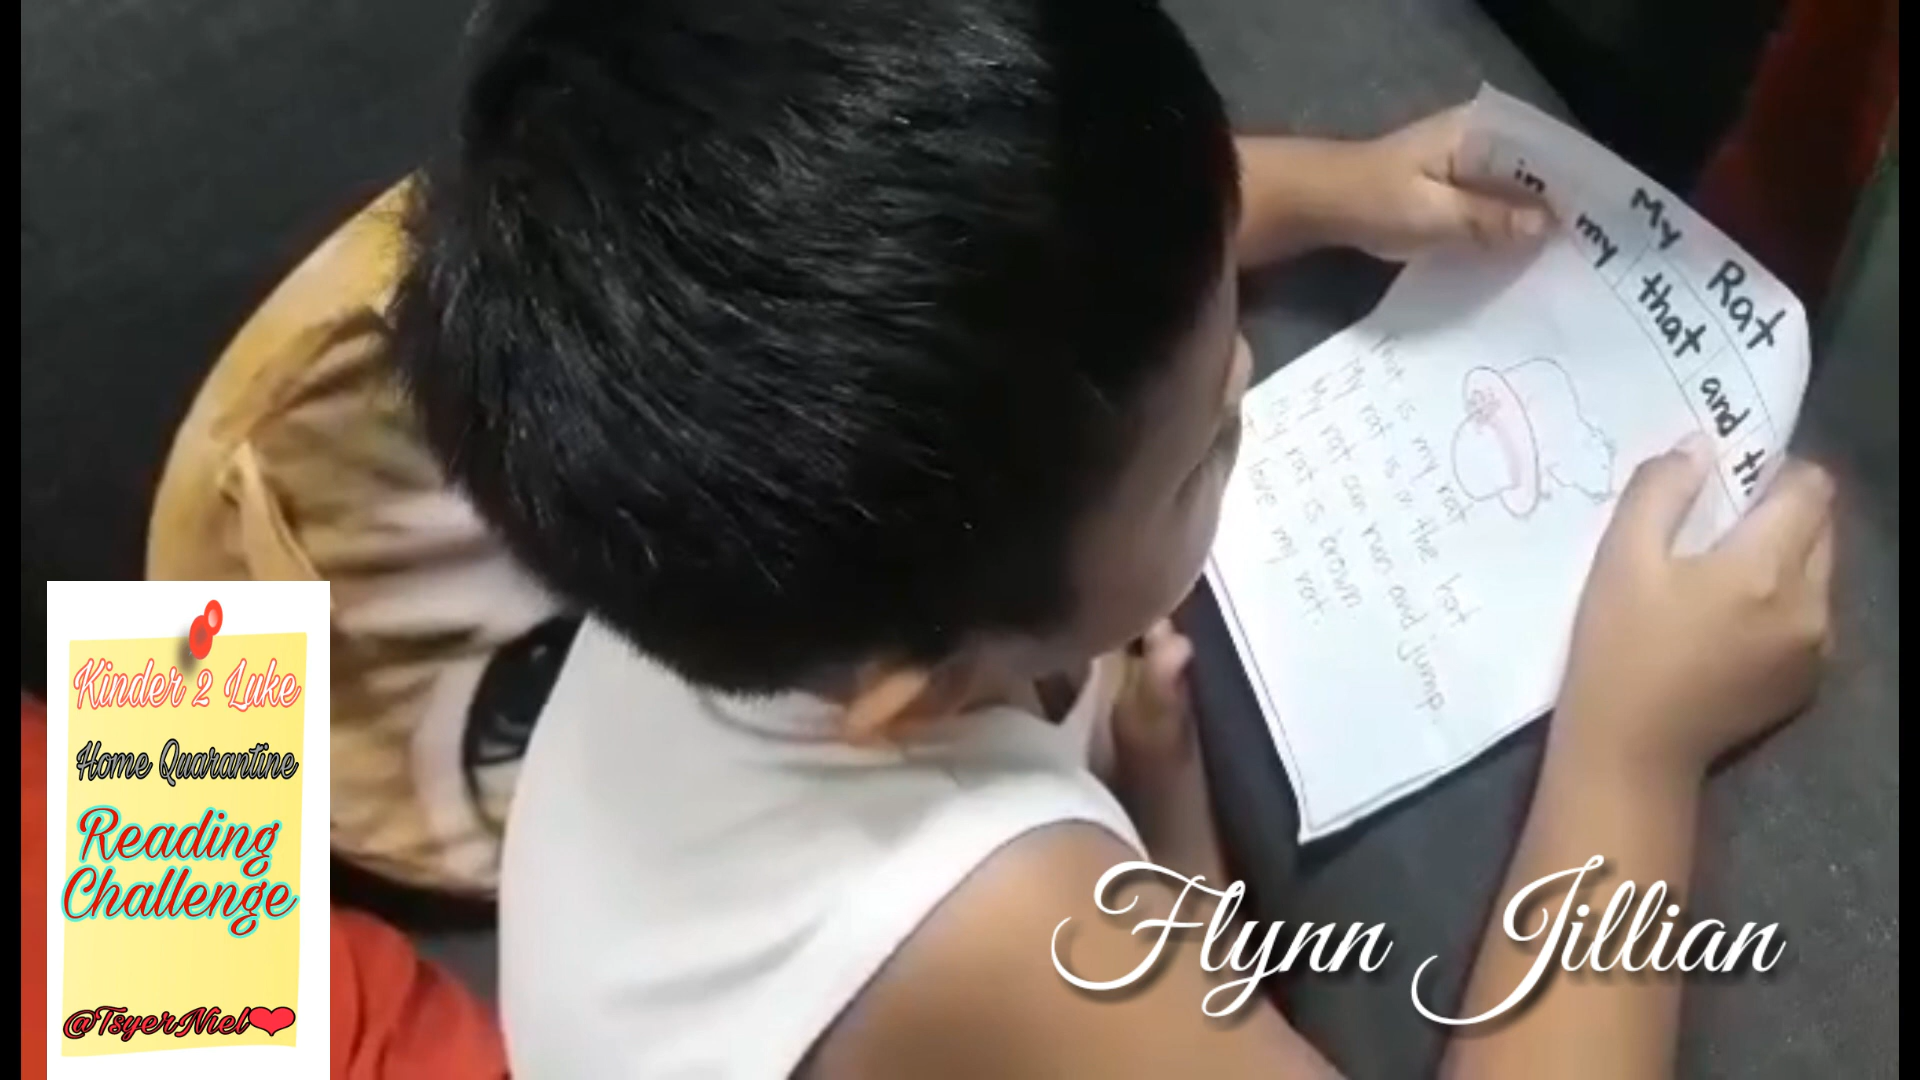 My Rat
in my that and th
That is my rat
My rat is in the hat
My rat can run and jump.
My rat is brown.
I love my rat.
Kinder 2 Luke
Home Quarantine
Reading
Challenge
@TsyerNiel
Flynn Jillian